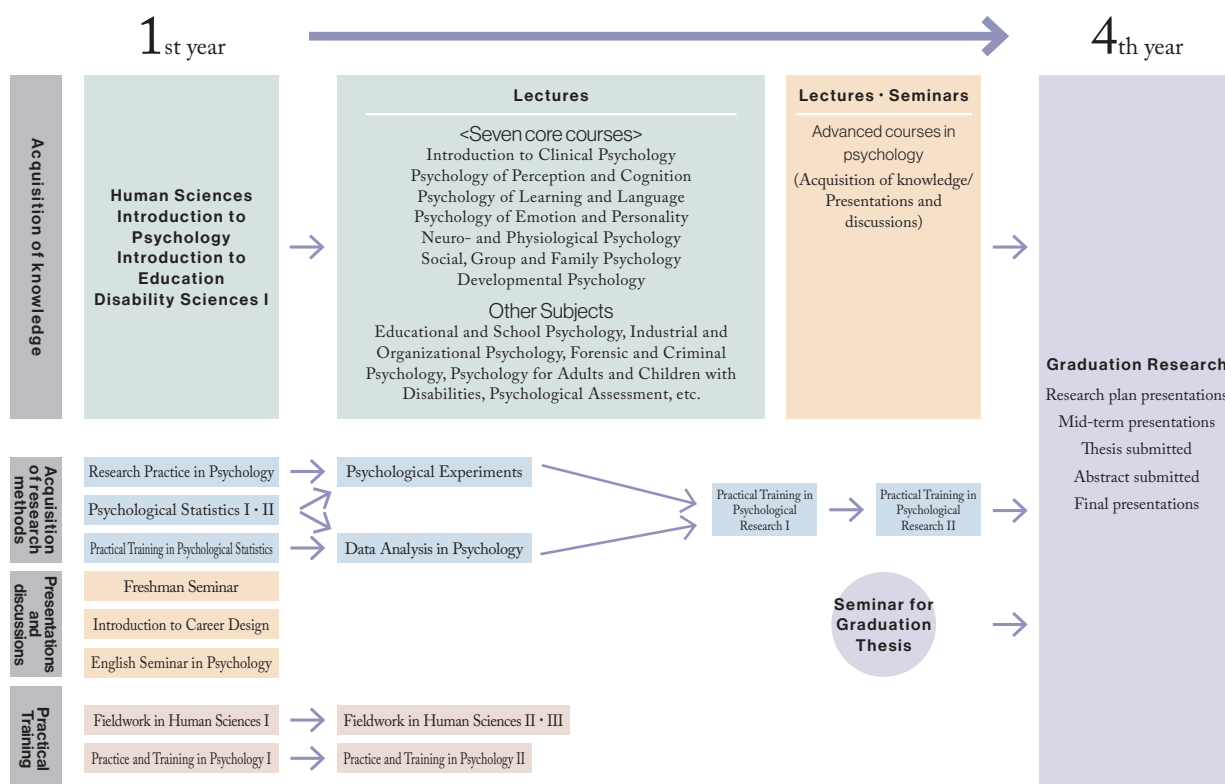 1st year
4th year
Acquisition of knowledge
Human Sciences
Introduction to
Psychology
Introduction to
Education
Disability Sciences I
Lectures
<Seven core courses>
Introduction to Clinical Psychology
Psychology of Perception and Cognition
Psychology of Learning and Language
Psychology of Emotion and Personality
Neuro- and Physiological Psychology
Social, Group and Family Psychology
Developmental Psychology
Other Subjects
Educational and School Psychology, Industrial and
Organizational Psychology, Forensic and Criminal
Psychology, Psychology for Adults and Children with
Disabilities, Psychological Assessment, etc.
Lectures・Seminars
Advanced courses in
psychology
(Acquisition of knowledge/
Presentations and
discussions)
Graduation Research
Research plan presentations
Mid-term presentations
Thesis submitted
Abstract submitted
Final presentations
Acquisition
of research
methods
Research Practice in Psychology
Psychological Statistics I・II
Practical Training in Psychological Statistics
Psychological Experiments
Data Analysis in Psychology
Practical Training in
Psychological
Research I
Practical Training in
Psychological
Research II
Presentations
and
discussions
Freshman Seminar
Introduction to Career Design
English Seminar in Psychology
Seminar for
Graduation
Thesis
Practical
Training
Fieldwork in Human Sciences I
Fieldwork in Human Sciences II・III
Practice and Training in Psychology I
Practice and Training in Psychology II